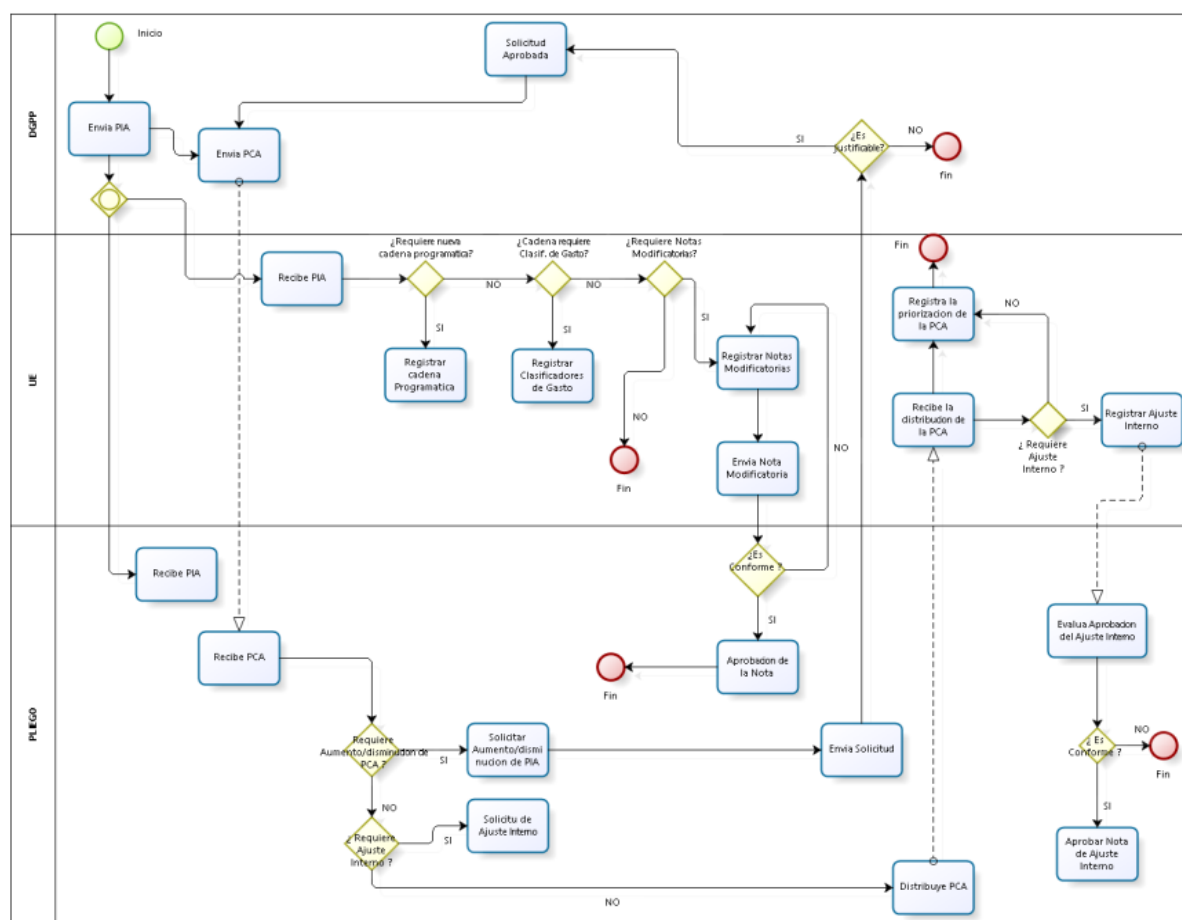 DGPP
Inicio
Solicitud
Aprobada
Envia PIA
Envia PCA
SI
¿Es
justificable?
NO
fin
UE
¿Requiere nueva
cadena programatica?
¿Cadena requiere
Clasif. de Gasto?
¿Requiere Notas
Modificatorias?
Recibe PIA
NO
NO
SI
SI
SI
Registrar
cadena
Programatica
Registrar
Clasificadores
de Gasto
Registrar Notas
Modificatorias
NO
Fin
Envia Nota
Modificatoria
NO
Fin
Registra la
priorizacion de
la PCA
NO
Recibe la
distribucion de
la PCA
SI
¿ Requiere
Ajuste
Interno ?
Registrar Ajuste
Interno
PLIEGO
Recibe PIA
¿Es
Conforme ?
SI
Aprobacion de
la Nota
Fin
Recibe PCA
Requiere
Aumento/disminucion de
PCA ?
SI
Solicitar
Aumento/dismi
nucion de PIA
Envia Solicitud
NO
¿ Requiere
Ajuste
Interno ?
SI
Solicitu de
Ajuste Interno
NO
Distribuye PCA
Evalua Aprobacion
del Ajuste Interno
¿ Es
Conforme ?
NO
Fin
SI
Aprobar Nota
de Ajuste
Interno